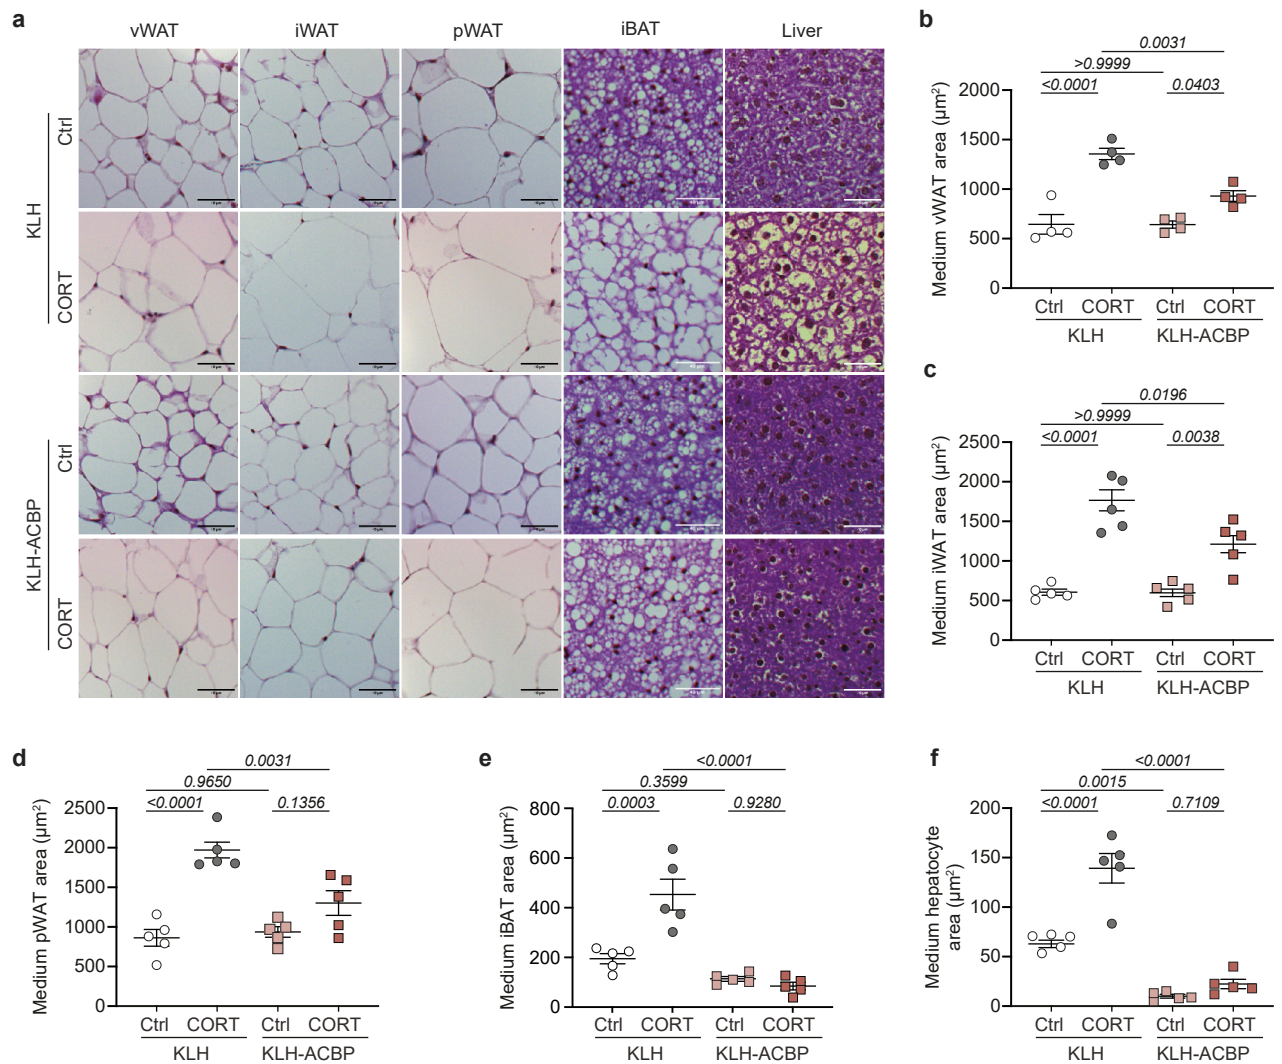 a
vWAT iWAT pWAT iBAT Liver
KLH
Ctrl
CORT
KLH-ACBP
Ctrl
CORT
b
0.0031
>0.9999
<0.0001 0.0403
Medium vWAT area (µm²)
2000
1500
1000
500
0
Ctrl CORT Ctrl CORT
KLH KLH-ACBP
c
0.0196
>0.9999
<0.0001 0.0038
Medium iWAT area (µm²)
2500
2000
1500
1000
500
0
Ctrl CORT Ctrl CORT
KLH KLH-ACBP
d
0.0031
0.9650
<0.0001 0.1356
Medium pWAT area (µm²)
2500
2000
1500
1000
500
0
Ctrl CORT Ctrl CORT
KLH KLH-ACBP
e
<0.0001
0.3599
0.0003 0.9280
Medium iBAT area (µm²)
800
600
400
200
0
Ctrl CORT Ctrl CORT
KLH KLH-ACBP
f
<0.0001
0.0015
<0.0001 0.7109
Medium hepatocyte
area (µm²)
200
150
100
50
0
Ctrl CORT Ctrl CORT
KLH KLH-ACBP